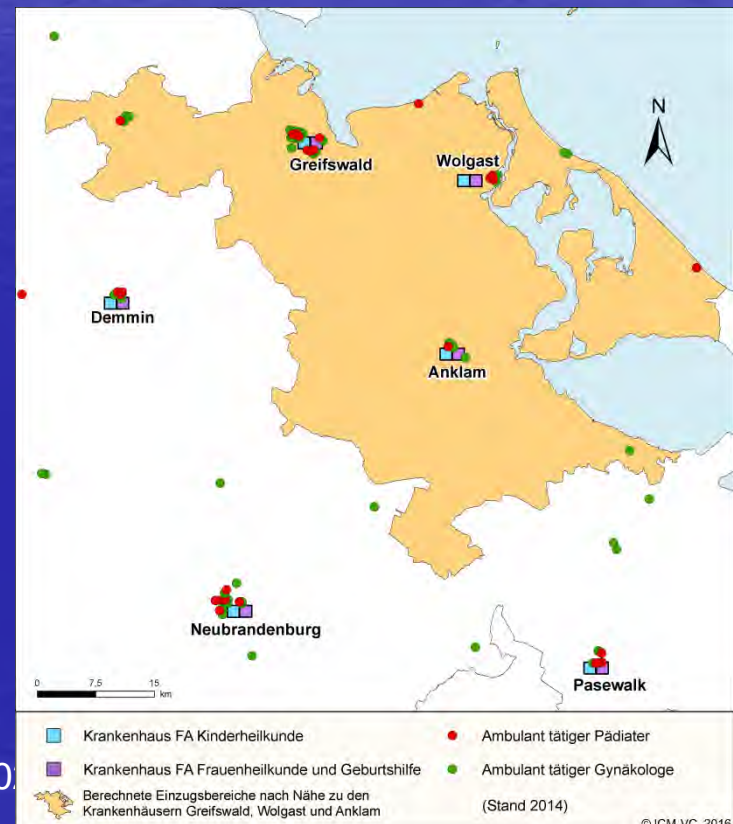 N
Greifswald
Wolgast
Demmin
Anklam
Neubrandenburg
Pasewalk
0 7,5 15
km
Krankenhaus FA Kinderheilkunde
Krankenhaus FA Frauenheilkunde und Geburtshilfe
Berechnete Einzugsbereiche nach Nähe zu den
Krankenhäusern Greifswald, Wolgast und Anklam
Ambulant tätiger Pädiater
Ambulant tätiger Gynäkologe
(Stand 2014)
© ICM-VC, 2016